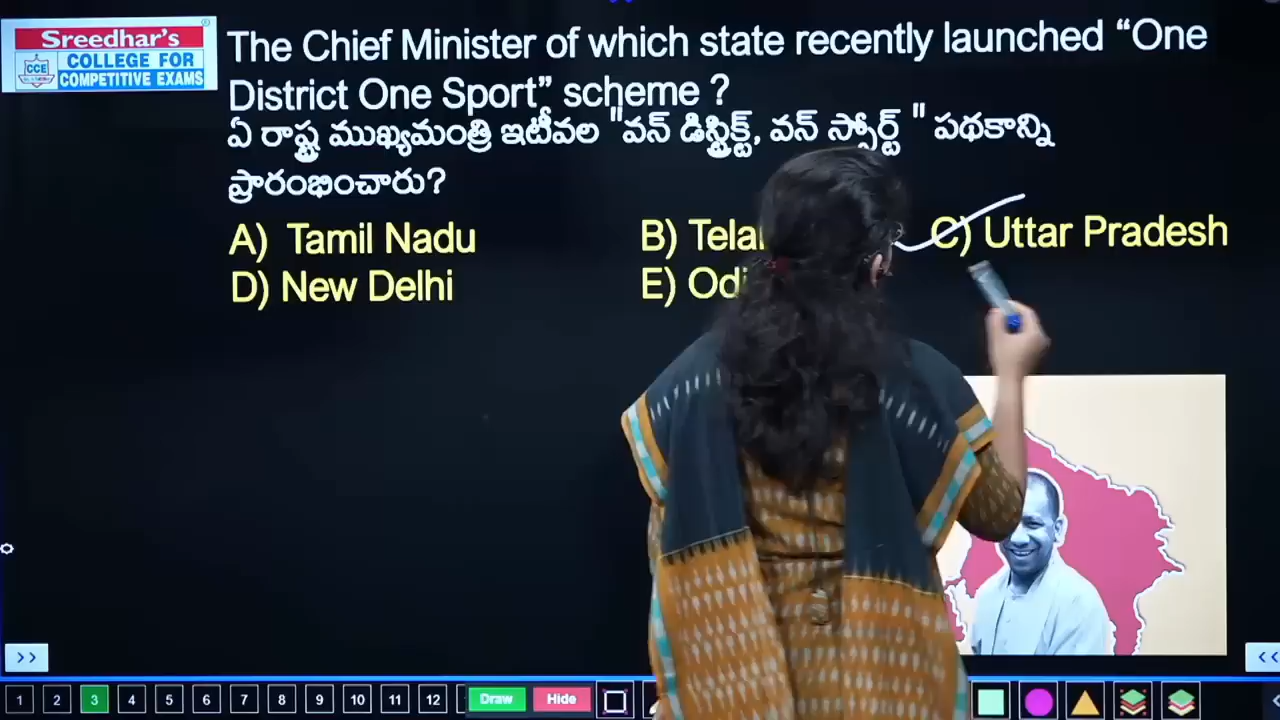 Sreedhar's
CCE
COLLEGE FOR
COMPETITIVE EXAMS
The Chief Minister of which state recently launched “One
District One Sport” scheme ?
ఏ రాష్ట్ర ముఖ్యమంత్రి ఇటీవల "వన్ డిస్ట్రిక్ట్, వన్ స్పోర్ట్ " పథకాన్ని
ప్రారంభించారు?
A) Tamil Nadu B) C) Uttar Pradesh
D) New Delhi E)
>> <<
1 2 3 4 5 6 7 8 9 10 11 12 Draw Hide